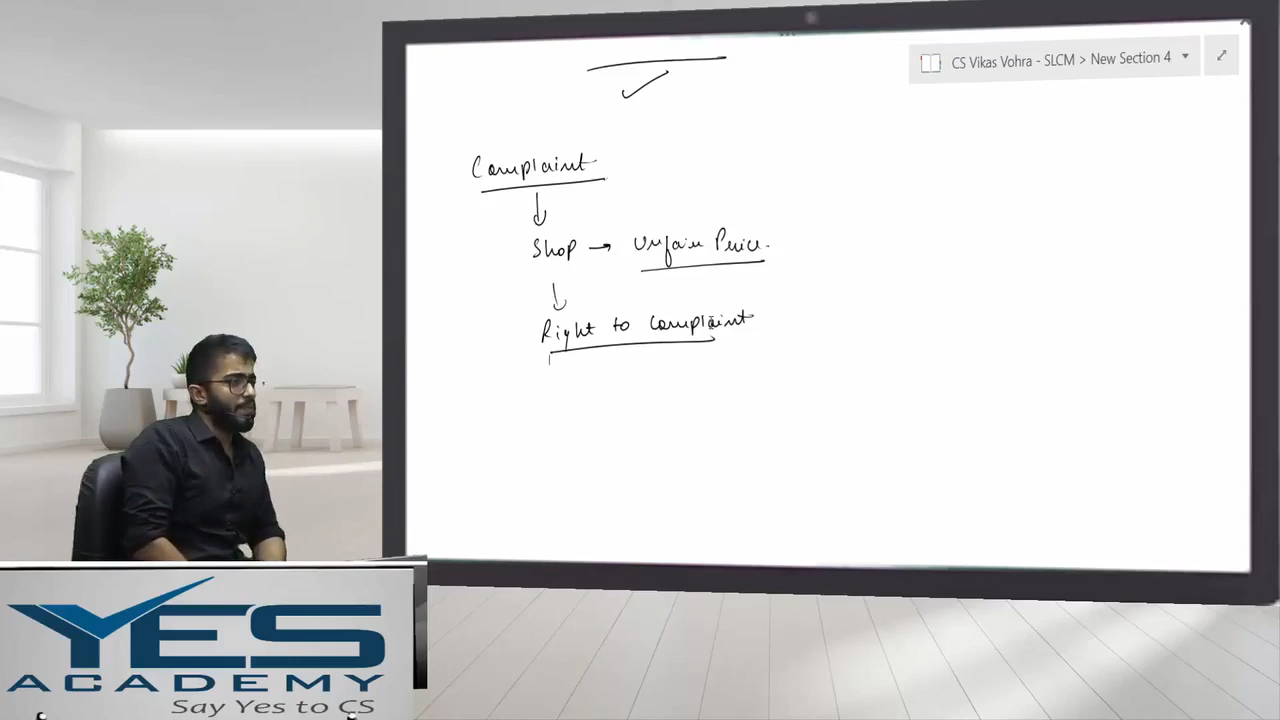 CS Vikas Vohra - SLCM > New Section 4
Complaint
Shop → Unfair Price.
Right to Complaint
YES
ACADEMY
Say Yes to CS